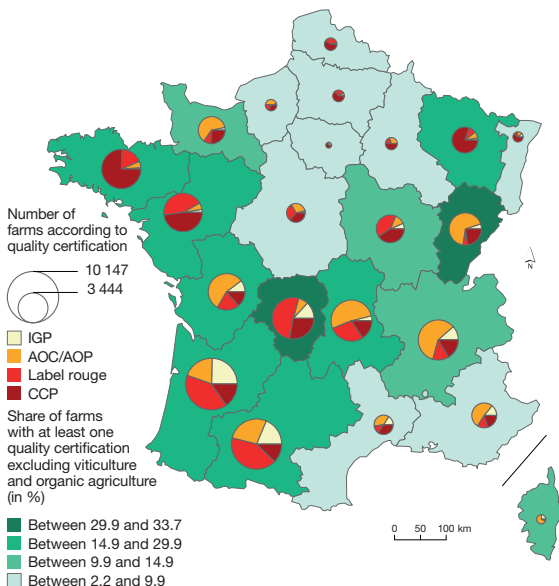 Number of
farms according to
quality certification
10 147
3 444
IGP
AOC/AOP
Label rouge
CCP
Share of farms
with at least one
quality certification
excluding viticulture
and organic agriculture
(in %)
Between 29.9 and 33.7
Between 14.9 and 29.9
Between 9.9 and 14.9
Between 2.2 and 9.9
N
0 50 100 km